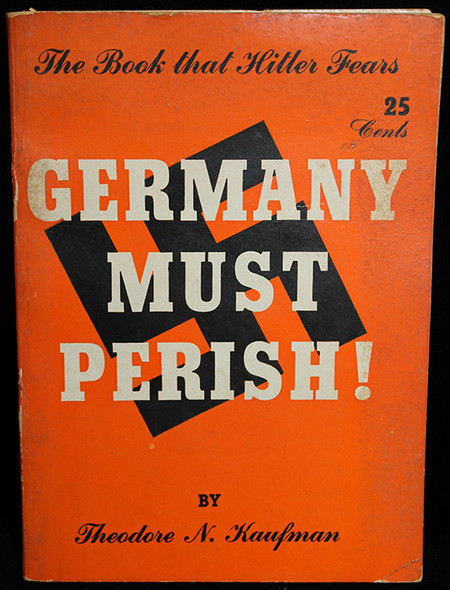 The Book that Hitler Fears
25
Cents
GERMANY
MUST
PERISH!
BY
Theodore N. Kaufman